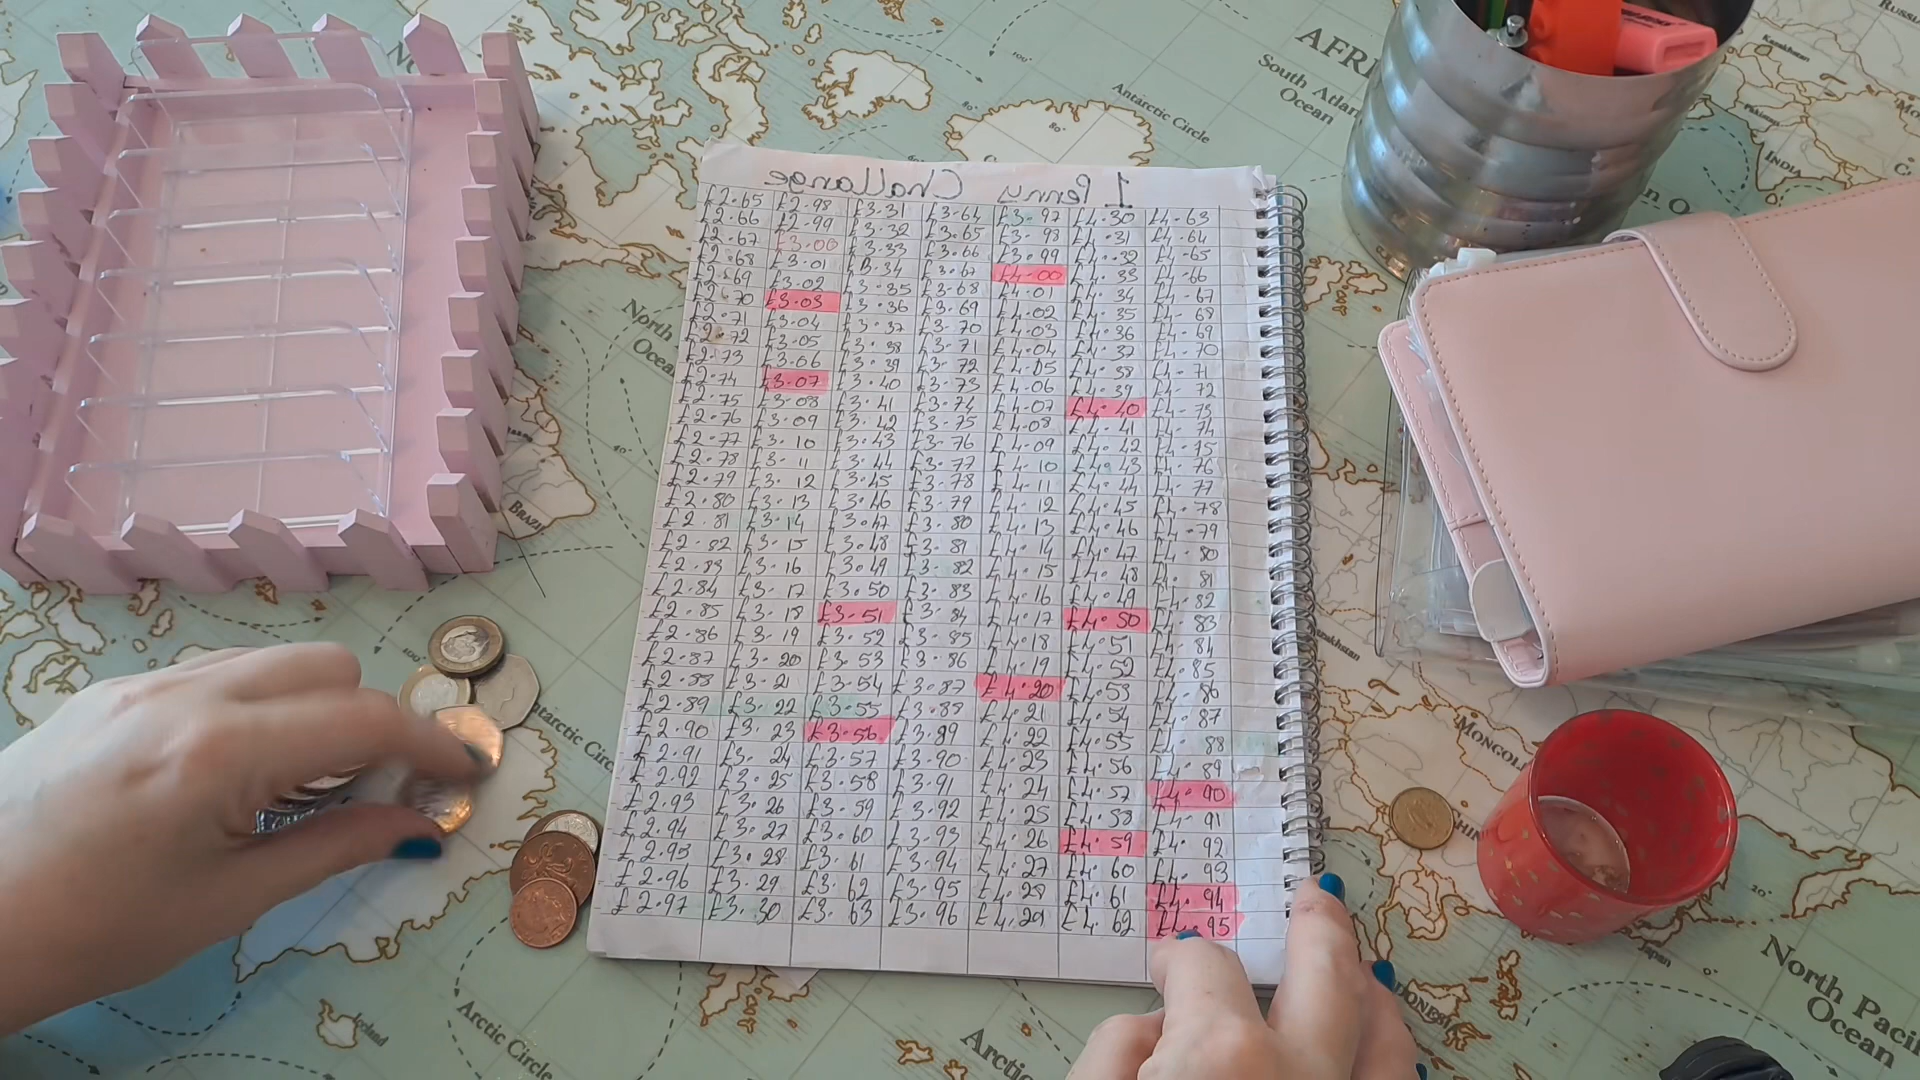 1 Penny Challange
£2.65 £2.98 £3.31 £3.64 £3.97 £4.30 £4.63
£2.66 £2.99 £3.32 £3.65 £3.98 £4.31 £4.64
£2.67 £3.00 £3.33 £3.66 £3.99 £4.32 £4.65
£2.68 £3.01 £3.34 £3.67 £4.00 £4.33 £4.66
£2.69 £3.02 £3.35 £3.68 £4.01 £4.34 £4.67
£2.70 £3.03 £3.36 £3.69 £4.02 £4.35 £4.68
£2.71 £3.04 £3.37 £3.70 £4.03 £4.36 £4.69
£2.72 £3.05 £3.38 £3.71 £4.04 £4.37 £4.70
£2.73 £3.06 £3.39 £3.72 £4.05 £4.38 £4.71
£2.74 £3.07 £3.40 £3.73 £4.06 £4.39 £4.72
£2.75 £3.08 £3.41 £3.74 £4.07 £4.40 £4.73
£2.76 £3.09 £3.42 £3.75 £4.08 £4.41 £4.74
£2.77 £3.10 £3.43 £3.76 £4.09 £4.42 £4.75
£2.78 £3.11 £3.44 £3.77 £4.10 £4.43 £4.76
£2.79 £3.12 £3.45 £3.78 £4.11 £4.44 £4.77
£2.80 £3.13 £3.46 £3.79 £4.12 £4.45 £4.78
£2.81 £3.14 £3.47 £3.80 £4.13 £4.46 £4.79
£2.82 £3.15 £3.48 £3.81 £4.14 £4.47 £4.80
£2.83 £3.16 £3.49 £3.82 £4.15 £4.48 £4.81
£2.84 £3.17 £3.50 £3.83 £4.16 £4.49 £4.82
£2.85 £3.18 £3.51 £3.84 £4.17 £4.50 £4.83
£2.86 £3.19 £3.52 £3.85 £4.18 £4.51 £4.84
£2.87 £3.20 £3.53 £3.86 £4.19 £4.52 £4.85
£2.88 £3.21 £3.54 £3.87 £4.20 £4.53 £4.86
£2.89 £3.22 £3.55 £3.88 £4.21 £4.54 £4.87
£2.90 £3.23 £3.56 £3.89 £4.22 £4.55 £4.88
£2.91 £3.24 £3.57 £3.90 £4.23 £4.56 £4.89
£2.92 £3.25 £3.58 £3.91 £4.24 £4.57 £4.90
£2.93 £3.26 £3.59 £3.92 £4.25 £4.58 £4.91
£2.94 £3.27 £3.60 £3.93 £4.26 £4.59 £4.92
£2.95 £3.28 £3.61 £3.94 £4.27 £4.60 £4.93
£2.96 £3.29 £3.62 £3.95 £4.28 £4.61 £4.94
£2.97 £3.30 £3.63 £3.96 £4.29 £4.62 £4.95
AFRI
South Atlan
Ocean
Antarctic Circle
80°
100°
Kazakhstan
INDIA
North
Ocea
BRAZIL
ntarctic Circ
MONGOL
North Pacif
Ocean
Iceland
Arctic Circle
Arctic